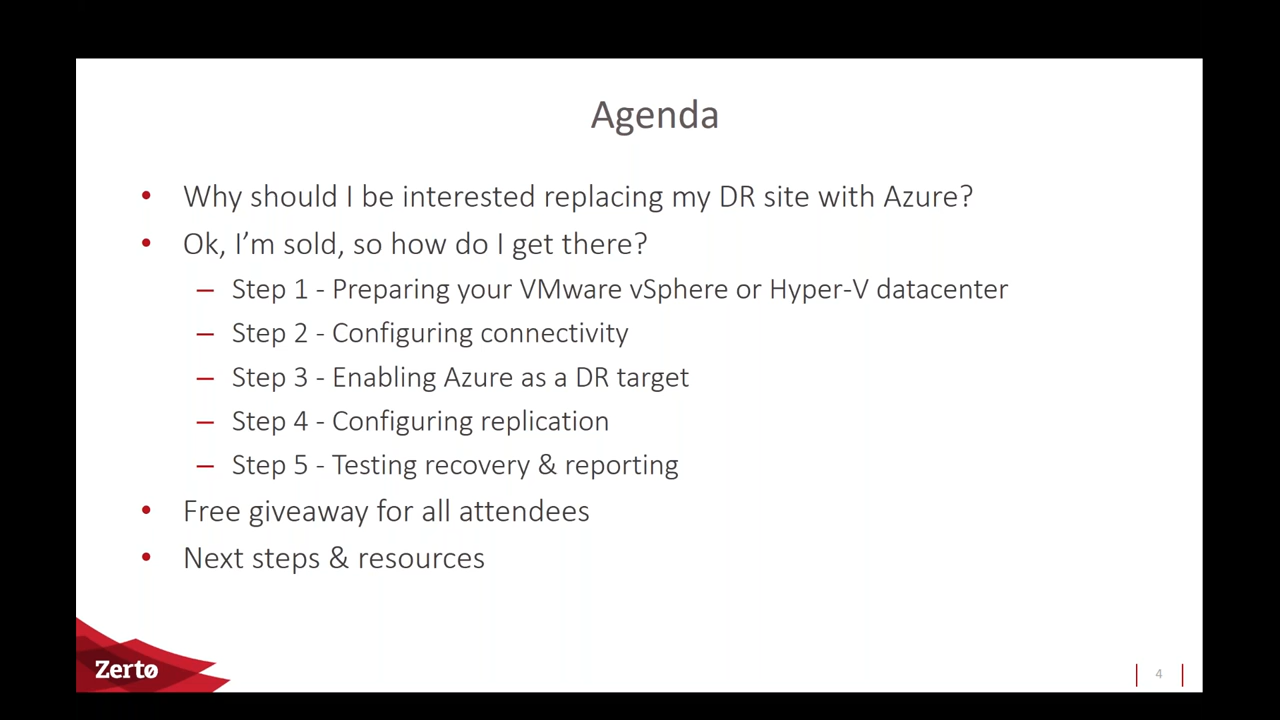 Agenda
• Why should I be interested replacing my DR site with Azure?
• Ok, I'm sold, so how do I get there?
– Step 1 - Preparing your VMware vSphere or Hyper-V datacenter
– Step 2 - Configuring connectivity
– Step 3 - Enabling Azure as a DR target
– Step 4 - Configuring replication
– Step 5 - Testing recovery & reporting
• Free giveaway for all attendees
• Next steps & resources
Zerto
4